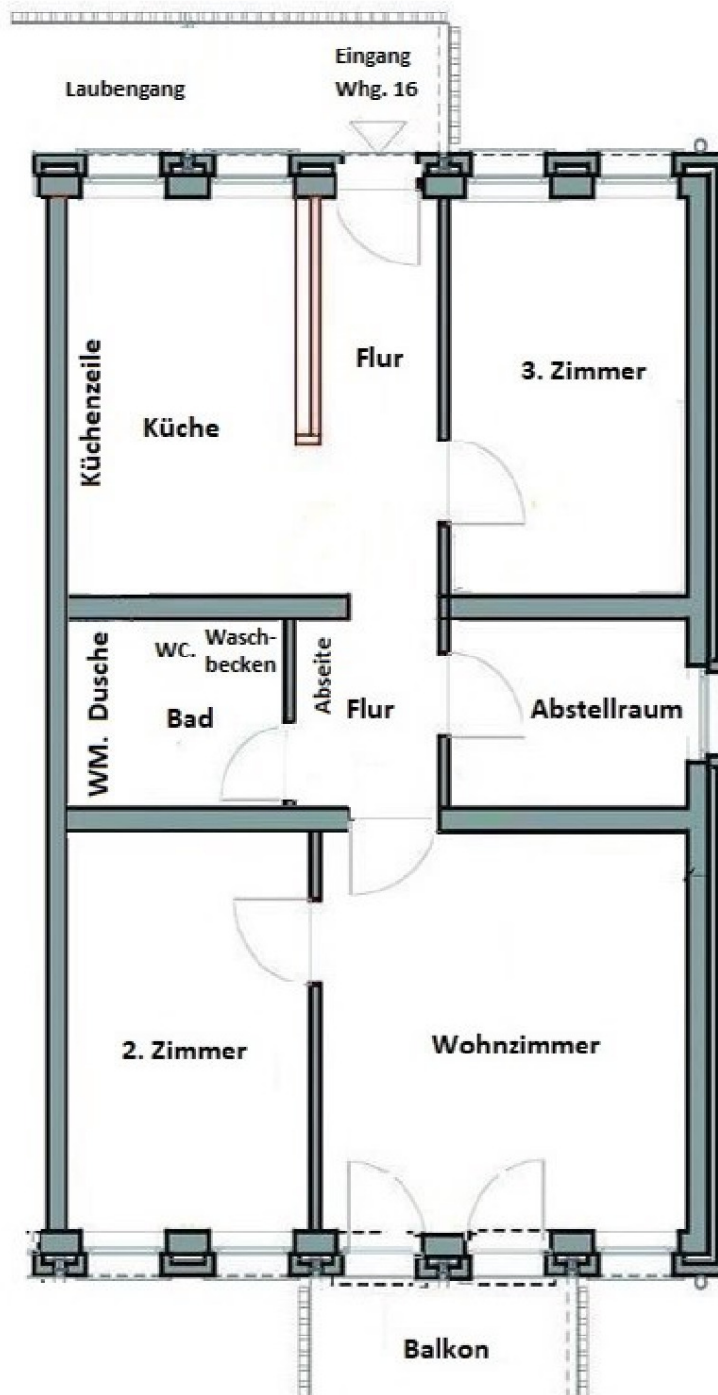 Eingang
Laubengang
Whg. 16
Flur
3. Zimmer
Küchenzeile
Küche
WC.
Wasch-
becken
WM. Dusche
Bad
Abseite
Flur
Abstellraum
2. Zimmer
Wohnzimmer
Balkon